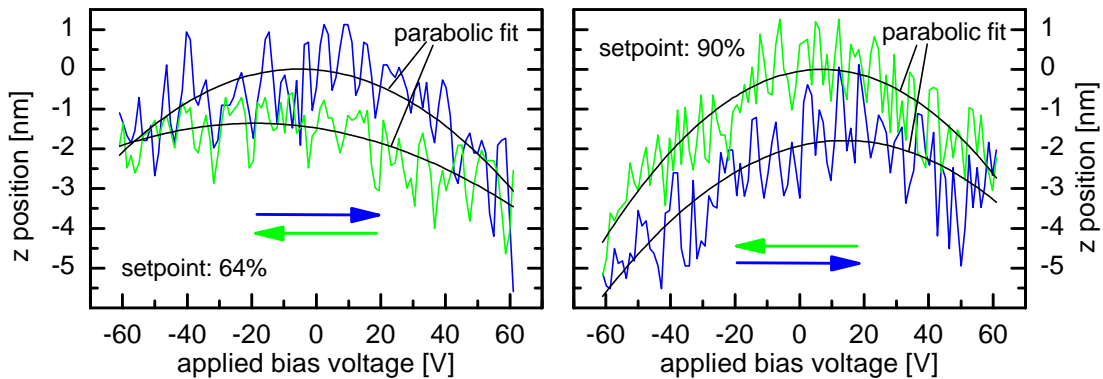 parabolic fit
setpoint: 64%
z position [nm]
-60 -40 -20 0 20 40 60
applied bias voltage [V]
setpoint: 90%
parabolic fit
-60 -40 -20 0 20 40 60
applied bias voltage [V]
1
0
-1
-2
-3
-4
-5
1
0
-1
-2
-3
-4
-5
z position [nm]